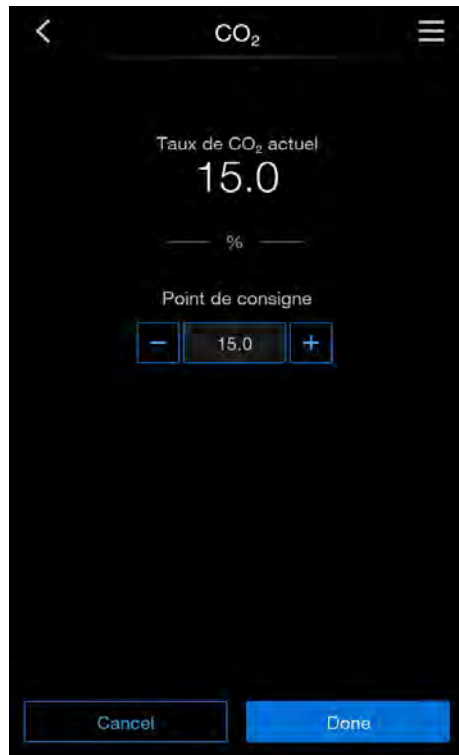 CO₂
Taux de CO₂ actuel
15.0
%
Point de consigne
− 15.0 +
Cancel Done